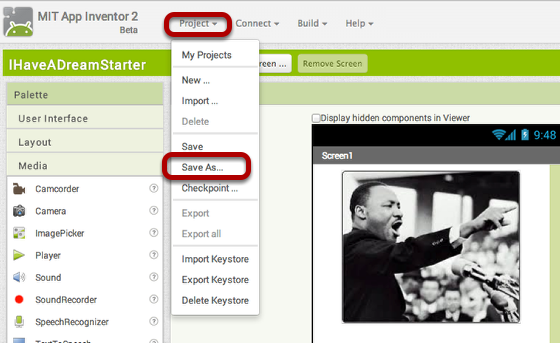 MIT App Inventor 2
Beta
Project Connect Build Help
IHaveADreamStarter
een ... Remove Screen
My Projects
New ...
Import ...
Delete
Save
Save As...
Checkpoint ...
Export
Export all
Import Keystore
Export Keystore
Delete Keystore
Palette
User Interface
Layout
Media
Camcorder ?
Camera ?
ImagePicker ?
Player ?
Sound ?
SoundRecorder ?
SpeechRecognizer ?
TextToSpeech
Display hidden components in Viewer
9:48
Screen1